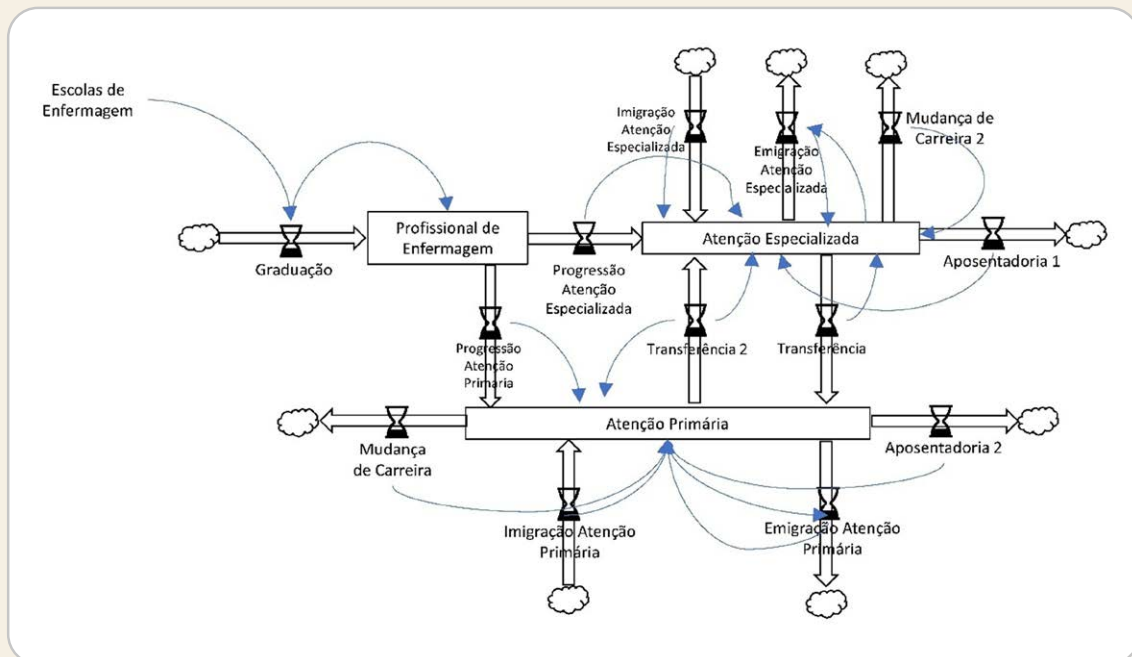 Escolas de
Enfermagem
Imigração
Atenção
Especializada
Emigração
Atenção
Especializada
Mudança de
Carreira 2
Graduação
Profissional de
Enfermagem
Progressão
Atenção
Especializada
Atenção Especializada
Aposentadoria 1
Progressão
Atenção
Primária
Transferência 2
Transferência
Mudança
de Carreira
Atenção Primária
Aposentadoria 2
Imigração Atenção
Primária
Emigração Atenção
Primária